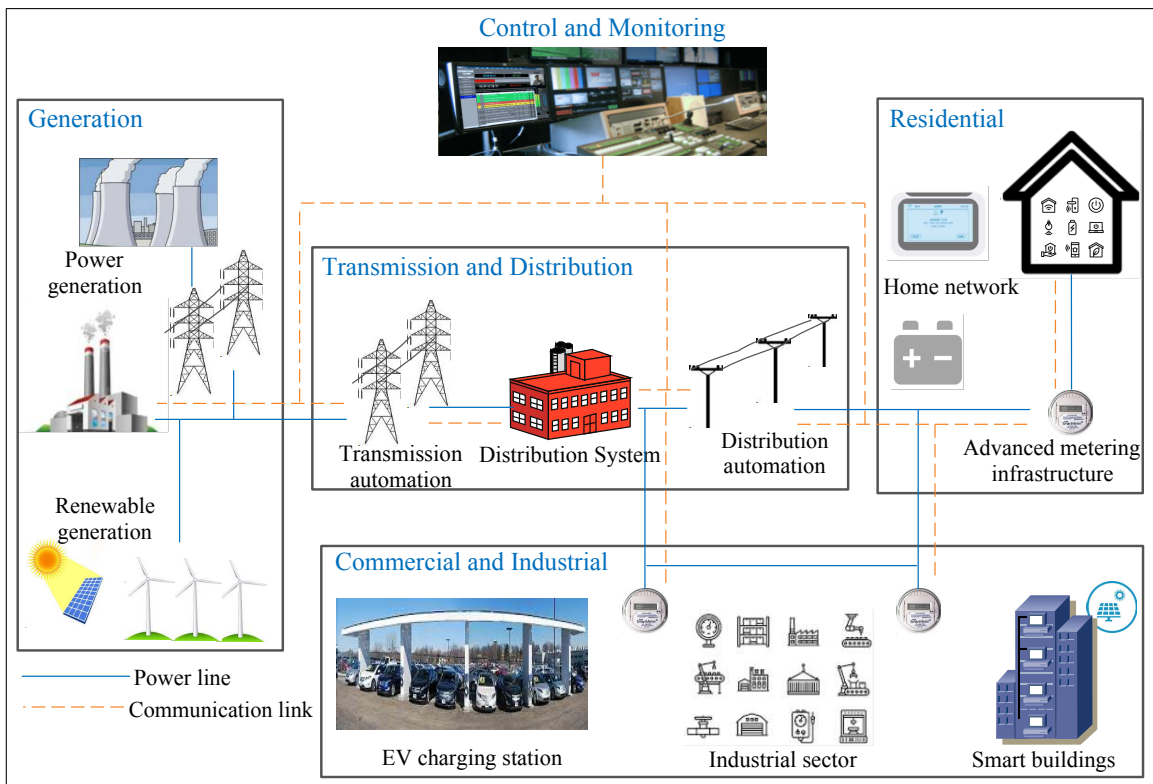 Control and Monitoring
Generation
Power
generation
Renewable
generation
Transmission and Distribution
Transmission
automation
Distribution System
Distribution
automation
Residential
Home network
Advanced metering
infrastructure
Commercial and Industrial
EV charging station
Industrial sector
Smart buildings
Power line
Communication link